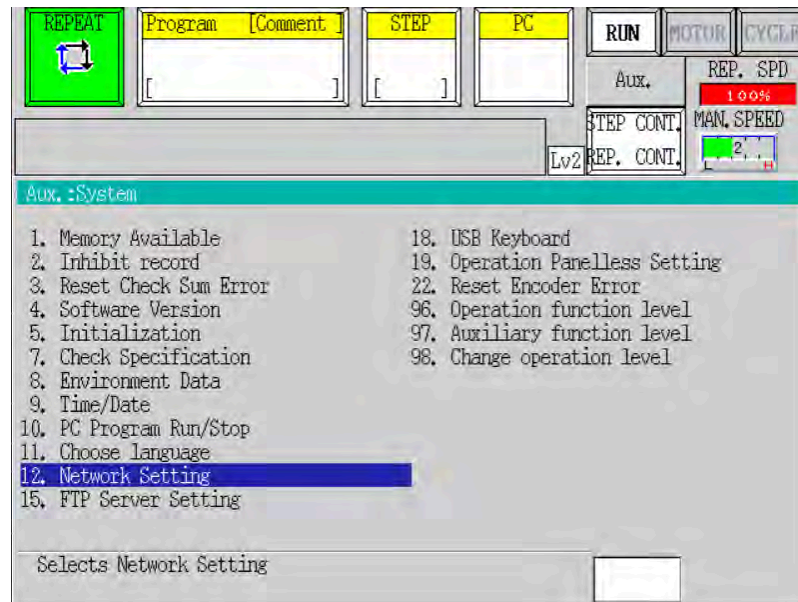 REPEAT
Program [Comment ]
[ ]
STEP
[ ]
PC
RUN
MOTOR
CYCLE
Aux.
REP. SPD
100%
STEP CONT.
REP. CONT.
MAN. SPEED
2
L H
Lv2
Aux.:System
1. Memory Available
2. Inhibit record
3. Reset Check Sum Error
4. Software Version
5. Initialization
7. Check Specification
8. Environment Data
9. Time/Date
10. PC Program Run/Stop
11. Choose language
12. Network Setting
15. FTP Server Setting
18. USB Keyboard
19. Operation Panelless Setting
22. Reset Encoder Error
96. Operation function level
97. Auxiliary function level
98. Change operation level
Selects Network Setting